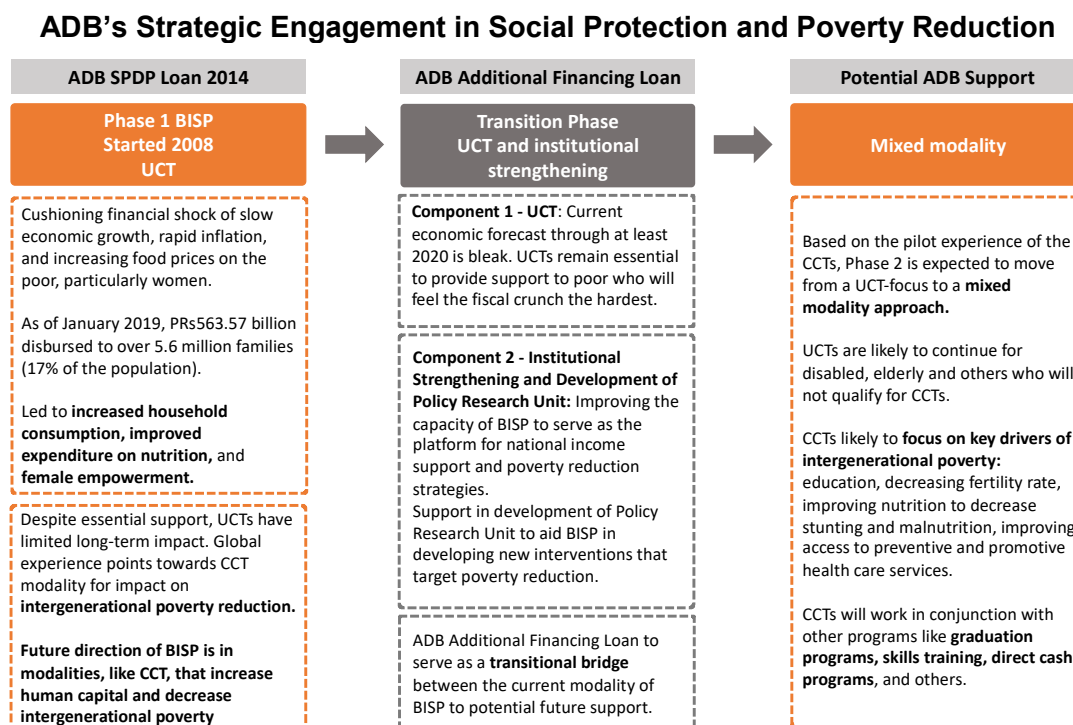 ADB's Strategic Engagement in Social Protection and Poverty Reduction
ADB SPDP Loan 2014
Phase 1 BISP
Started 2008
UCT
Cushioning financial shock of slow
economic growth, rapid inflation,
and increasing food prices on the
poor, particularly women.
As of January 2019, PRs563.57 billion
disbursed to over 5.6 million families
(17% of the population).
Led to increased household
consumption, improved
expenditure on nutrition, and
female empowerment.
Despite essential support, UCTs have
limited long-term impact. Global
experience points towards CCT
modality for impact on
intergenerational poverty reduction.
Future direction of BISP is in
modalities, like CCT, that increase
human capital and decrease
intergenerational poverty
ADB Additional Financing Loan
Transition Phase
UCT and institutional
strengthening
Component 1 - UCT: Current
economic forecast through at least
2020 is bleak. UCTs remain essential
to provide support to poor who will
feel the fiscal crunch the hardest.
Component 2 - Institutional
Strengthening and Development of
Policy Research Unit: Improving the
capacity of BISP to serve as the
platform for national income
support and poverty reduction
strategies.
Support in development of Policy
Research Unit to aid BISP in
developing new interventions that
target poverty reduction.
ADB Additional Financing Loan to
serve as a transitional bridge
between the current modality of
BISP to potential future support.
Potential ADB Support
Mixed modality
Based on the pilot experience of the
CCTs, Phase 2 is expected to move
from a UCT-focus to a mixed
modality approach.
UCTs are likely to continue for
disabled, elderly and others who will
not qualify for CCTs.
CCTs likely to focus on key drivers of
intergenerational poverty:
education, decreasing fertility rate,
improving nutrition to decrease
stunting and malnutrition, improving
access to preventive and promotive
health care services.
CCTs will work in conjunction with
other programs like graduation
programs, skills training, direct cash
programs, and others.